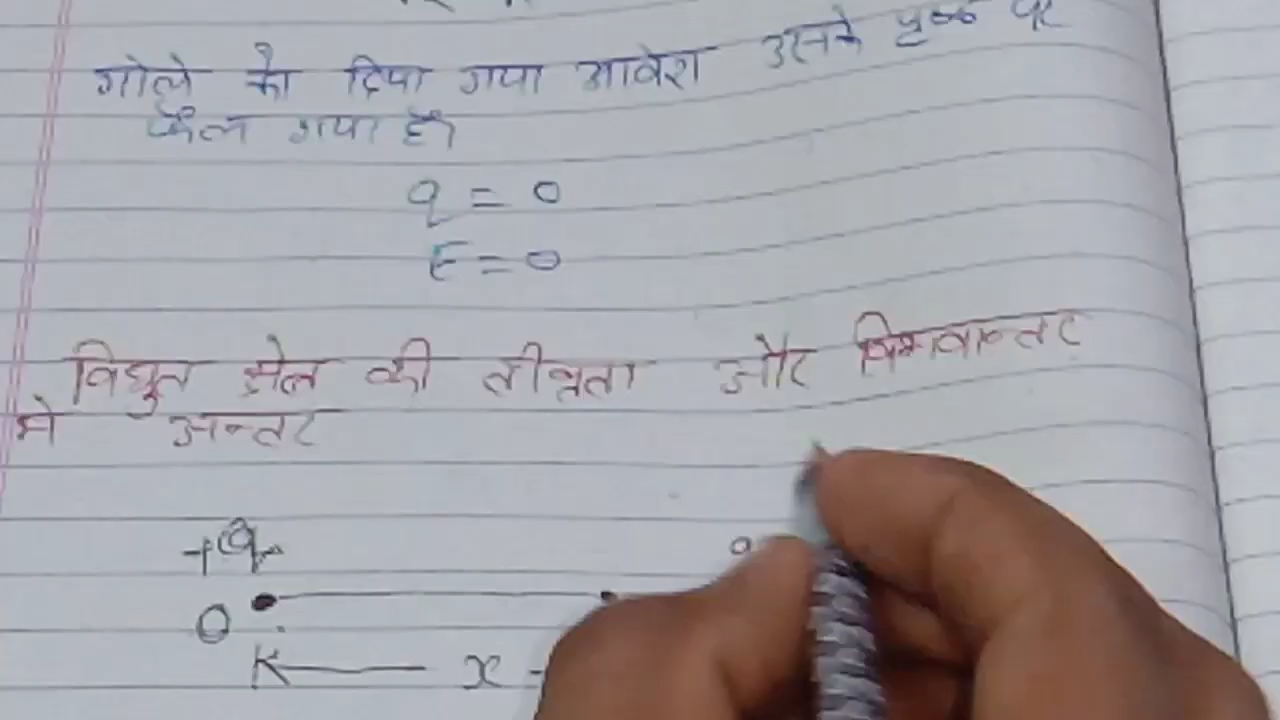 गोले को दिया गया आवेश उसके पृष्ठ पर
फैल गया है।
q = 0
E = 0
विधुत क्षेत्र की तीव्रता और विभवान्तर
मे अन्तर
+Q
O
x